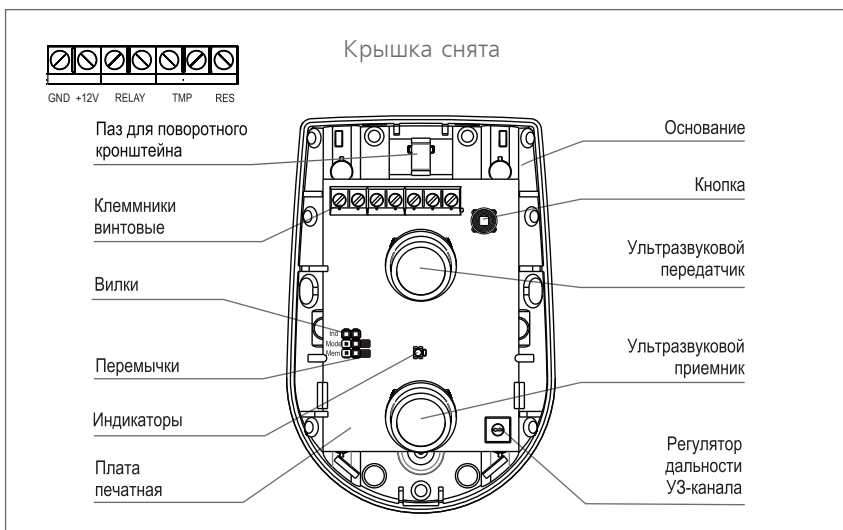 Крышка снята
GND +12V RELAY TMP RES
Паз для поворотного
кронштейна
Клеммники
винтовые
Вилки
Перемычки
Индикаторы
Плата
печатная
Ind
Mode
Mem
Основание
Кнопка
Ультразвуковой
передатчик
Ультразвуковой
приемник
Регулятор
дальности
УЗ-канала